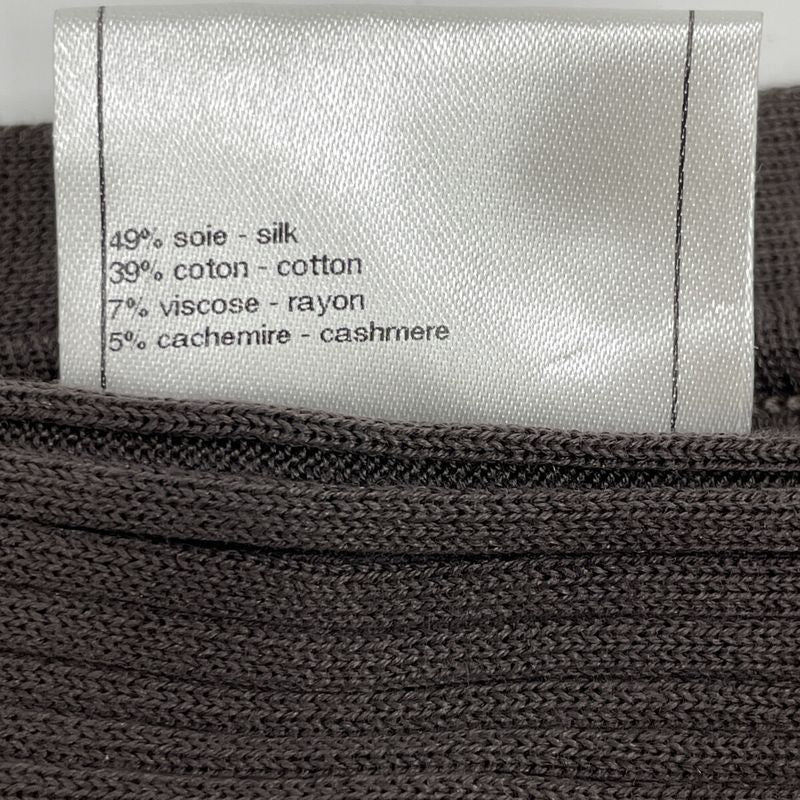 49% soie - silk
39% coton - cotton
7% viscose - rayon
5% cachemire - cashmere